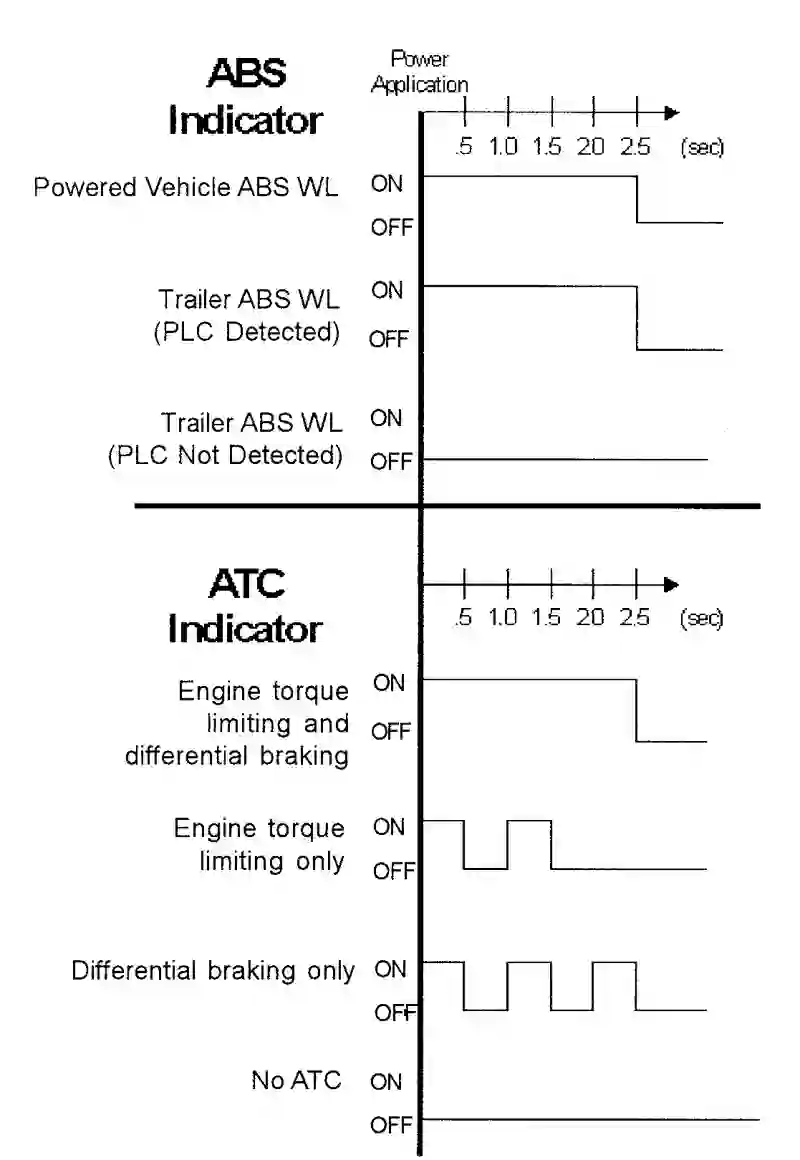 ABS
Indicator
Power
Application
.5 1.0 1.5 20 2.5 (sec)
Powered Vehicle ABS WL ON
OFF
Trailer ABS WL
(PLC Detected)
ON
OFF
Trailer ABS WL
(PLC Not Detected)
ON
OFF
ATC
Indicator
.5 1.0 1.5 20 25 (sec)
Engine torque
limiting and
differential braking
ON
OFF
Engine torque
limiting only
ON
OFF
Differential braking only ON
OFF
No ATC ON
OFF